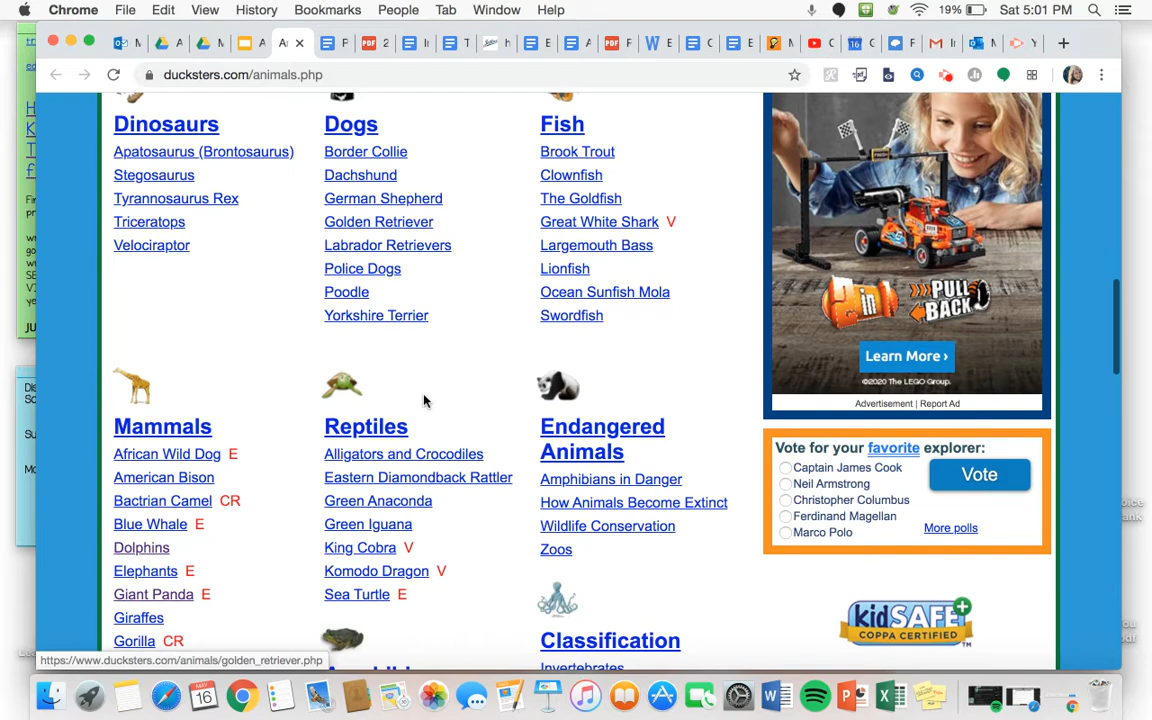 Chrome File Edit View History Bookmarks People Tab Window Help 19% Sat 5:01 PM
ducksters.com/animals.php
Dinosaurs
Apatosaurus (Brontosaurus)
Stegosaurus
Tyrannosaurus Rex
Triceratops
Velociraptor
Dogs
Border Collie
Dachshund
German Shepherd
Golden Retriever
Labrador Retrievers
Police Dogs
Poodle
Yorkshire Terrier
Fish
Brook Trout
Clownfish
The Goldfish
Great White Shark V
Largemouth Bass
Lionfish
Ocean Sunfish Mola
Swordfish
Mammals
African Wild Dog E
American Bison
Bactrian Camel CR
Blue Whale E
Dolphins
Elephants E
Giant Panda E
Giraffes
Gorilla CR
Reptiles
Alligators and Crocodiles
Eastern Diamondback Rattler
Green Anaconda
Green Iguana
King Cobra V
Komodo Dragon V
Sea Turtle E
Endangered
Animals
Amphibians in Danger
How Animals Become Extinct
Wildlife Conservation
Zoos
Classification
Invertebrates
PULL
BACK
Learn More ›
©2020 The LEGO Group.
Advertisement | Report Ad
Vote for your favorite explorer:
Captain James Cook
Neil Armstrong
Christopher Columbus
Ferdinand Magellan
Marco Polo
Vote
More polls
kidSAFE
COPPA CERTIFIED
https://www.ducksters.com/animals/golden_retriever.php